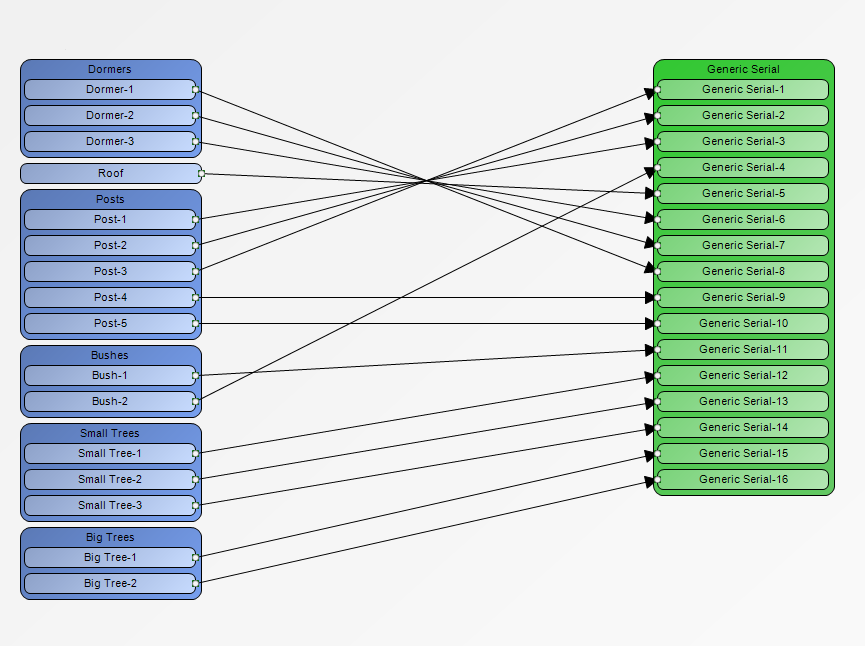 Dormers
Dormer-1
Dormer-2
Dormer-3
Roof
Posts
Post-1
Post-2
Post-3
Post-4
Post-5
Bushes
Bush-1
Bush-2
Small Trees
Small Tree-1
Small Tree-2
Small Tree-3
Big Trees
Big Tree-1
Big Tree-2
Generic Serial
Generic Serial-1
Generic Serial-2
Generic Serial-3
Generic Serial-4
Generic Serial-5
Generic Serial-6
Generic Serial-7
Generic Serial-8
Generic Serial-9
Generic Serial-10
Generic Serial-11
Generic Serial-12
Generic Serial-13
Generic Serial-14
Generic Serial-15
Generic Serial-16